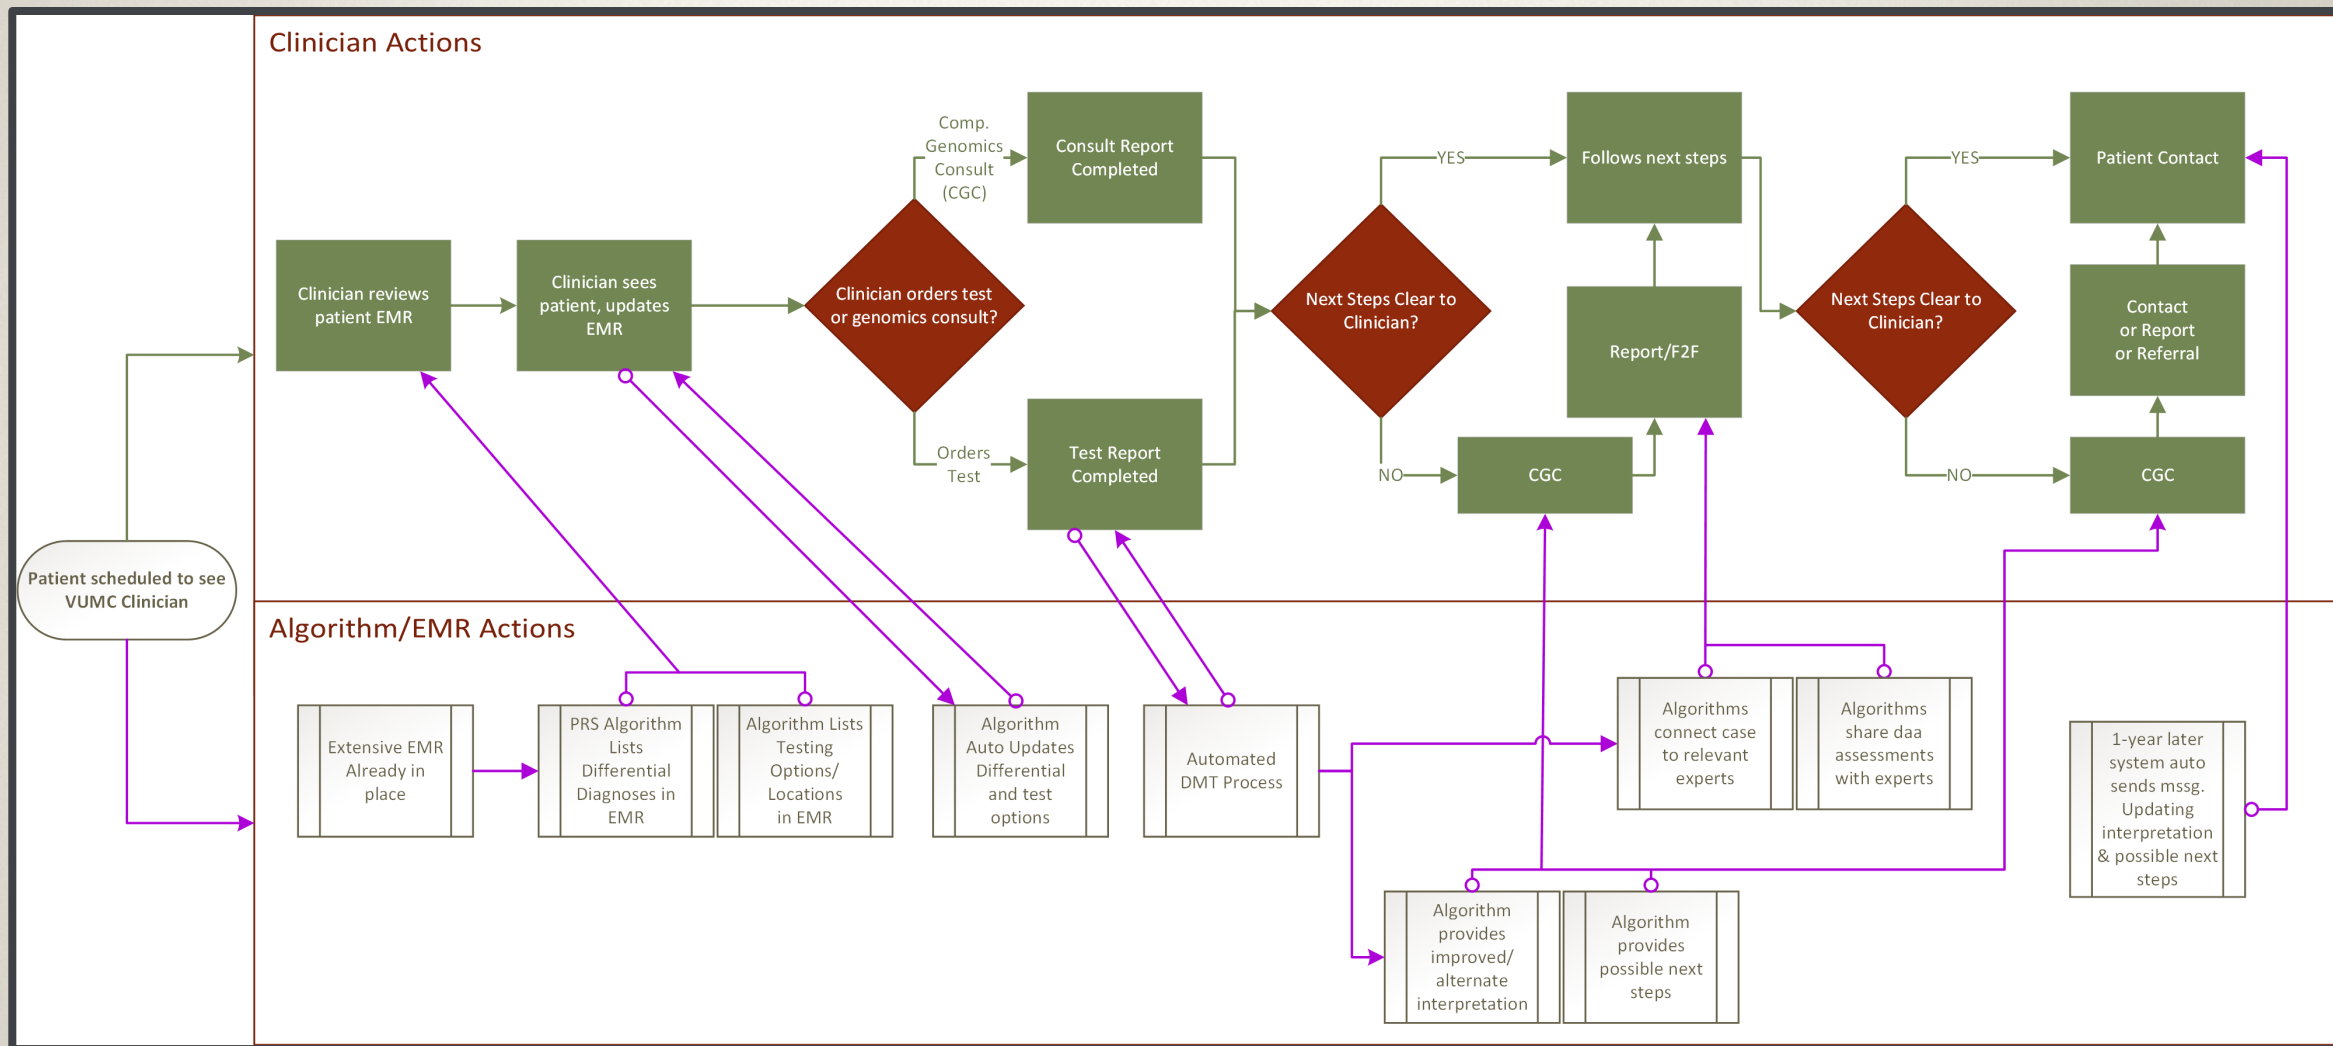 Clinician Actions
Comp.
Genomics
Consult
(CGC)
Consult Report
Completed
YES
Follows next steps
YES
Patient Contact
Clinician reviews
patient EMR
Clinician sees
patient, updates
EMR
Clinician orders test
or genomics consult?
Next Steps Clear to
Clinician?
Report/F2F
Next Steps Clear to
Clinician?
Contact
or Report
or Referral
Orders
Test
Test Report
Completed
NO
CGC
NO
CGC
Patient scheduled to see
VUMC Clinician
Algorithm/EMR Actions
Extensive EMR
Already in
place
PRS Algorithm
Lists
Differential
Diagnoses in
EMR
Algorithm Lists
Testing
Options/
Locations
in EMR
Algorithm
Auto Updates
Differential
and test
options
Automated
DMT Process
Algorithms
connect case
to relevant
experts
Algorithms
share daa
assessments
with experts
1-year later
system auto
sends mssg.
Updating
interpretation
& possible next
steps
Algorithm
provides
improved/
alternate
interpretation
Algorithm
provides
possible next
steps